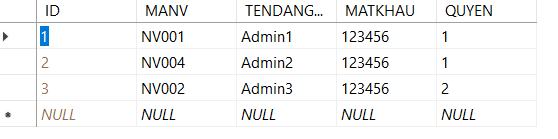 ID MANV TENDANG... MATKHAU QUYEN
1 NV001 Admin1 123456 1
2 NV004 Admin2 123456 1
3 NV002 Admin3 123456 2
NULL NULL NULL NULL NULL